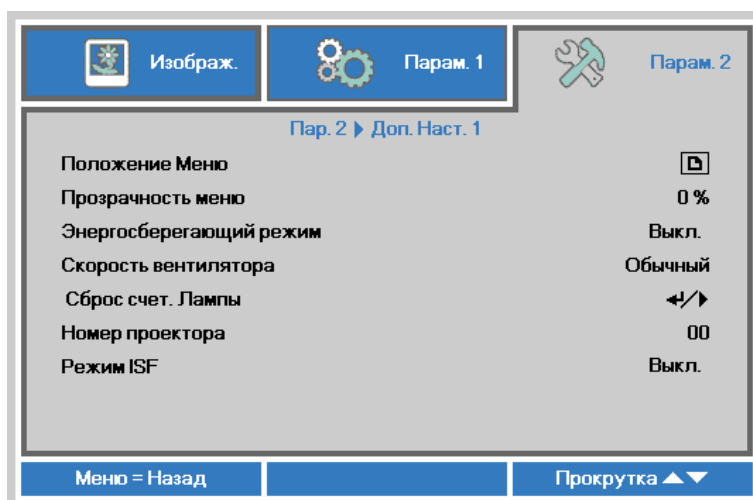 Изображ. Парам. 1 Парам. 2
Пар. 2 ▶ Доп. Наст. 1
Положение Меню
Прозрачность меню 0 %
Энергосберегающий режим Выкл.
Скорость вентилятора Обычный
Сброс счет. Лампы ↵/▶
Номер проектора 00
Режим ISF Выкл.
Меню = Назад Прокрутка ▲▼